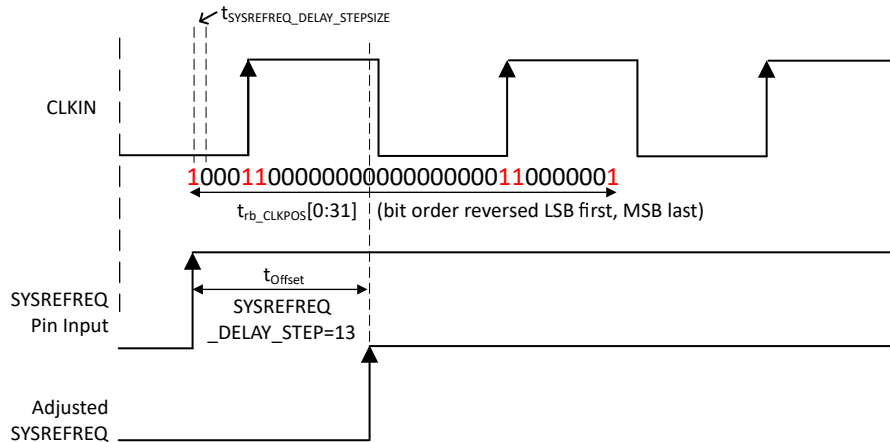 tSYSREFREQ_DELAY_STEPSIZE
CLKIN
10001100000000000000000110000001
trb_CLKPOS[0:31] (bit order reversed LSB first, MSB last)
tOffset
SYSREFREQ
Pin Input
SYSREFREQ
_DELAY_STEP=13
Adjusted
SYSREFREQ